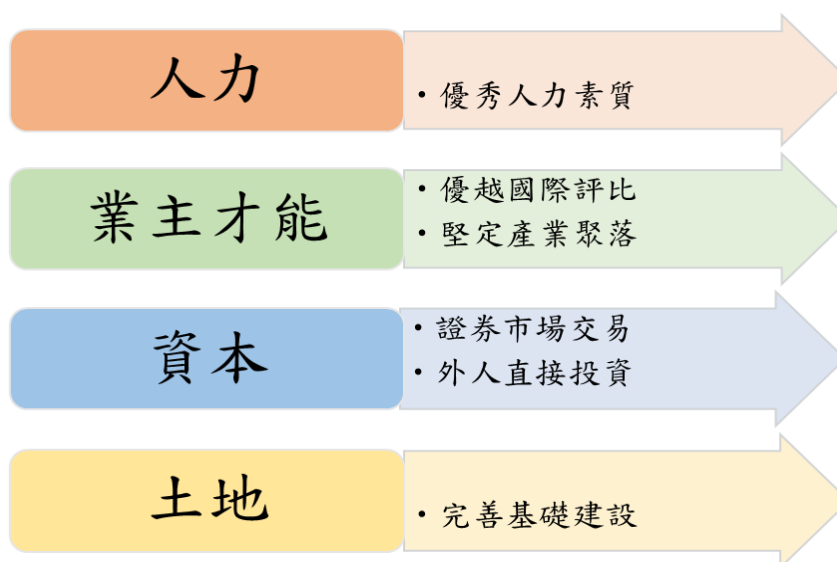 人力
・優秀人力素質
業主才能
・優越國際評比
・堅定產業聚落
資本
・證券市場交易
・外人直接投資
土地
・完善基礎建設